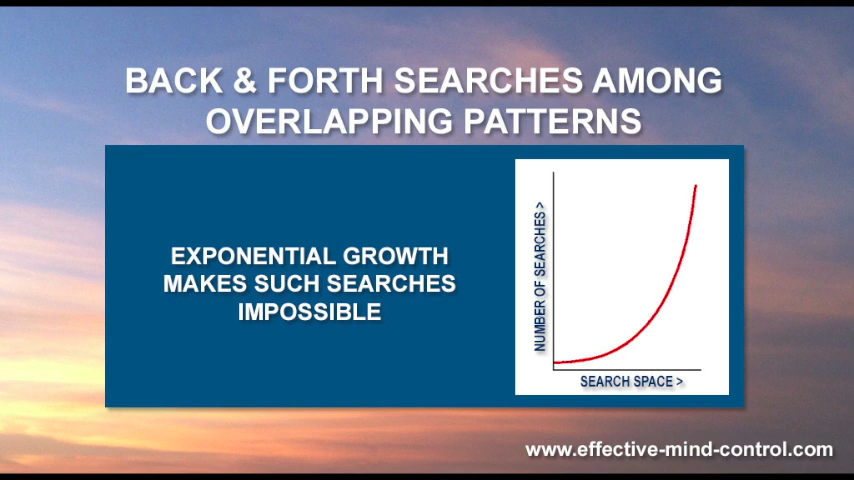 BACK & FORTH SEARCHES AMONG
OVERLAPPING PATTERNS
EXPONENTIAL GROWTH
MAKES SUCH SEARCHES
IMPOSSIBLE
NUMBER OF SEARCHES >
SEARCH SPACE >
www.effective-mind-control.com